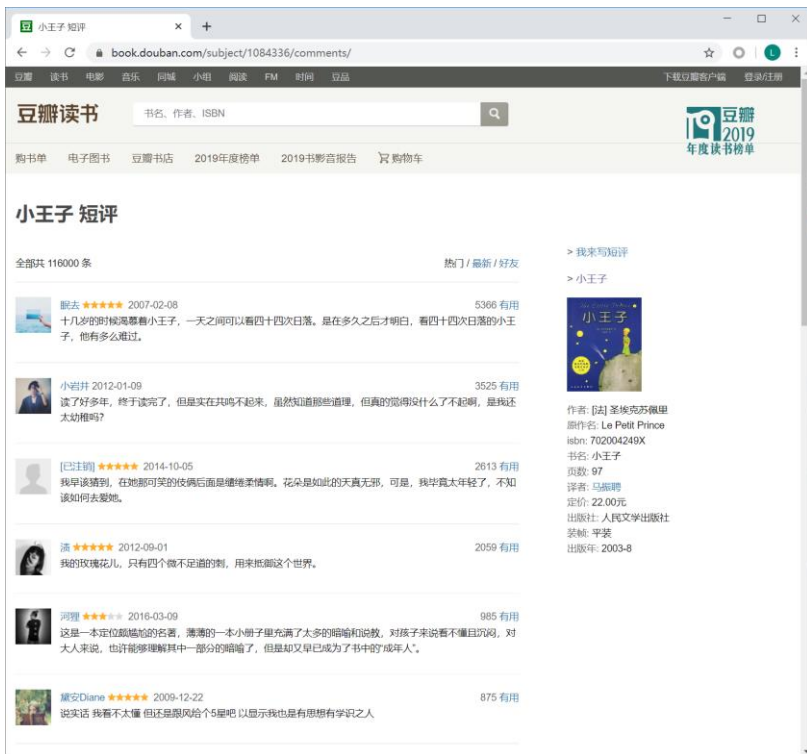 小王子 短评
book.douban.com/subject/1084336/comments/
豆瓣 读书 电影 音乐 同城 小组 阅读 FM 时间 豆品 下载豆瓣客户端 登录/注册
豆瓣读书 书名、作者、ISBN
豆瓣
2019
年度读书榜单
购书单 电子图书 豆瓣书店 2019年度榜单 2019书影音报告 购物车
小王子 短评
全部共 116000 条 热门 / 最新 / 好友
眠去 2007-02-08 5366 有用
十几岁的时候渴慕着小王子，一天之间可以看四十四次日落。是在多久之后才明白，看四十四次日落的小王
子，他有多么难过。
小岩井 2012-01-09 3525 有用
读了好多年，终于读完了，但是实在共鸣不起来，虽然知道那些道理，但真的觉得没什么了不起啊，是我还
太幼稚吗?
[已注销] 2014-10-05 2613 有用
我早该猜到，在她那可笑的伎俩后面是缱绻柔情啊。花朵是如此的天真无邪，可是，我毕竟太年轻了，不知
该如何去爱她。
2012-09-01 2059 有用
我的玫瑰花儿，只有四个微不足道的刺，用来抵御这个世界。
河狸 2016-03-09 985 有用
这是一本定位颇尴尬的名著，薄薄的一本小册子里充满了太多的暗喻和说教，对孩子来说看不懂且沉闷，对
大人来说，也许能够理解其中一部分的暗喻了，但是却又早已成为了书中的“成年人”。
黛安Diane 2009-12-22 875 有用
说实话 我看不太懂 但还是跟风给个5星吧 以显示我也是有思想有学识之人
> 我来写短评
> 小王子
小王子
作者: [法] 圣埃克苏佩里
原作名: Le Petit Prince
isbn: 702004249X
书名: 小王子
页数: 97
译者: 马振聘
定价: 22.00元
出版社: 人民文学出版社
装帧: 平装
出版年: 2003-8